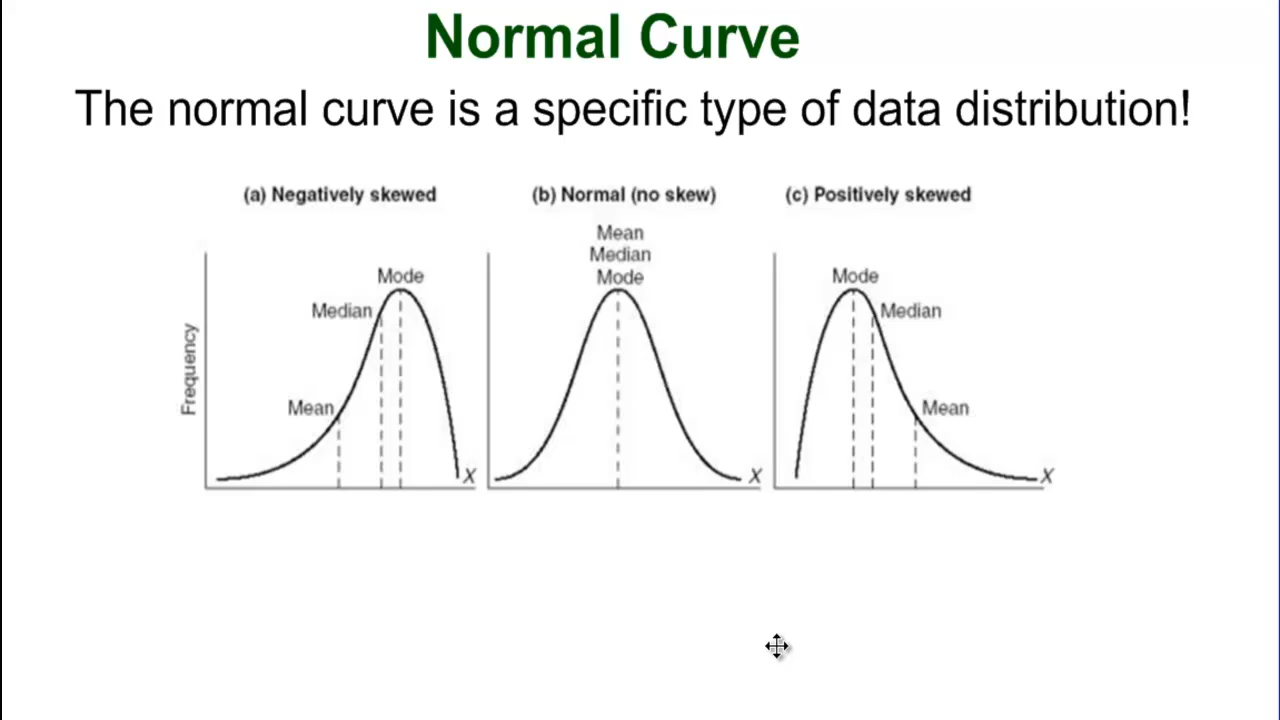 Normal Curve
The normal curve is a specific type of data distribution!
(a) Negatively skewed
Mode
Median
Mean
Frequency
X
(b) Normal (no skew)
Mean
Median
Mode
X
(c) Positively skewed
Mode
Median
Mean
X